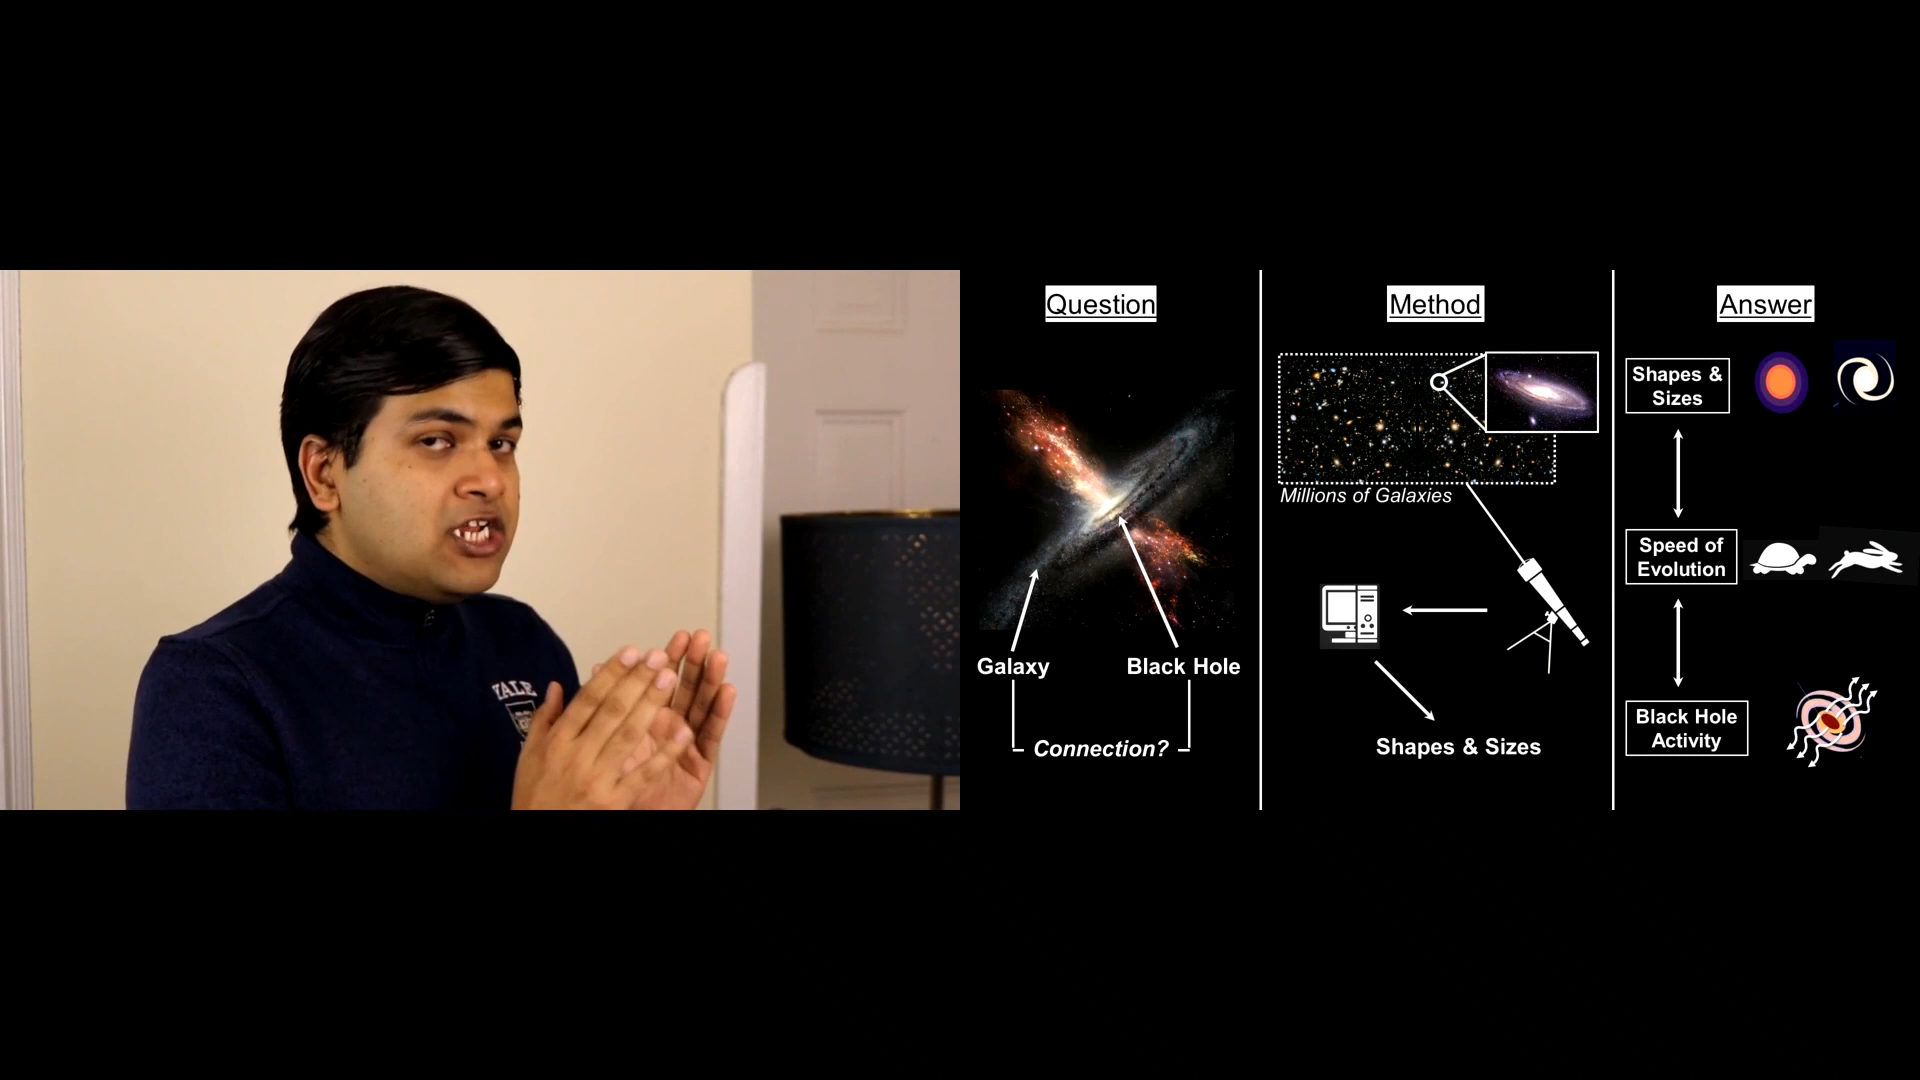 YALE
Question
Galaxy
Black Hole
Connection?
Method
Millions of Galaxies
Shapes & Sizes
Answer
Shapes &
Sizes
Speed of
Evolution
Black Hole
Activity